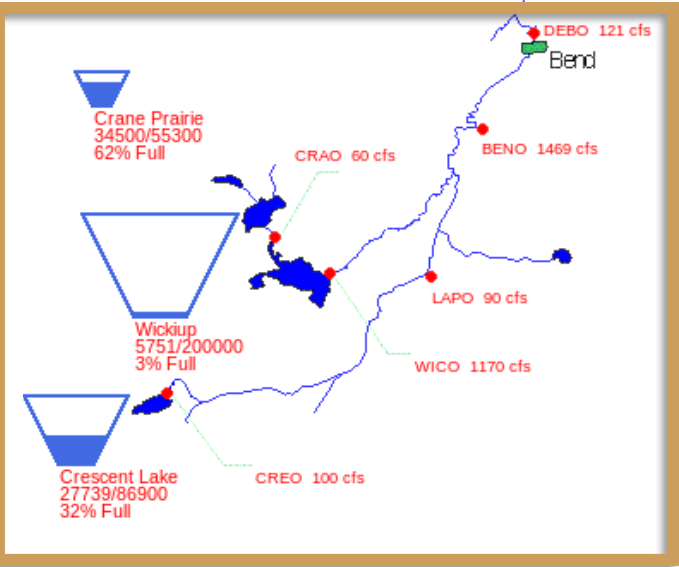 DEBO 121 cfs
Bend
Crane Prairie
34500/55300
62% Full
CRAO 60 cfs
BENO 1469 cfs
Wickiup
5751/200000
3% Full
LAPO 90 cfs
WICO 1170 cfs
Crescent Lake
27739/86900
32% Full
CREO 100 cfs